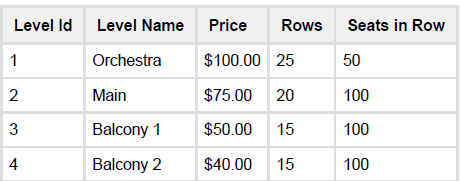 Level Id Level Name Price Rows Seats in Row
1 Orchestra $100.00 25 50
2 Main $75.00 20 100
3 Balcony 1 $50.00 15 100
4 Balcony 2 $40.00 15 100